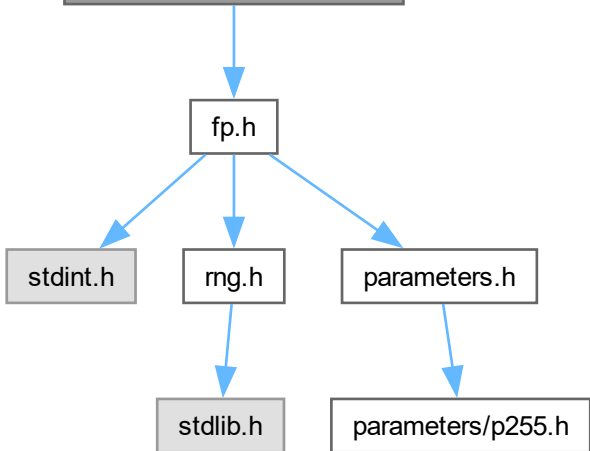 fp.h
stdint.h
rng.h
parameters.h
stdlib.h
parameters/p255.h